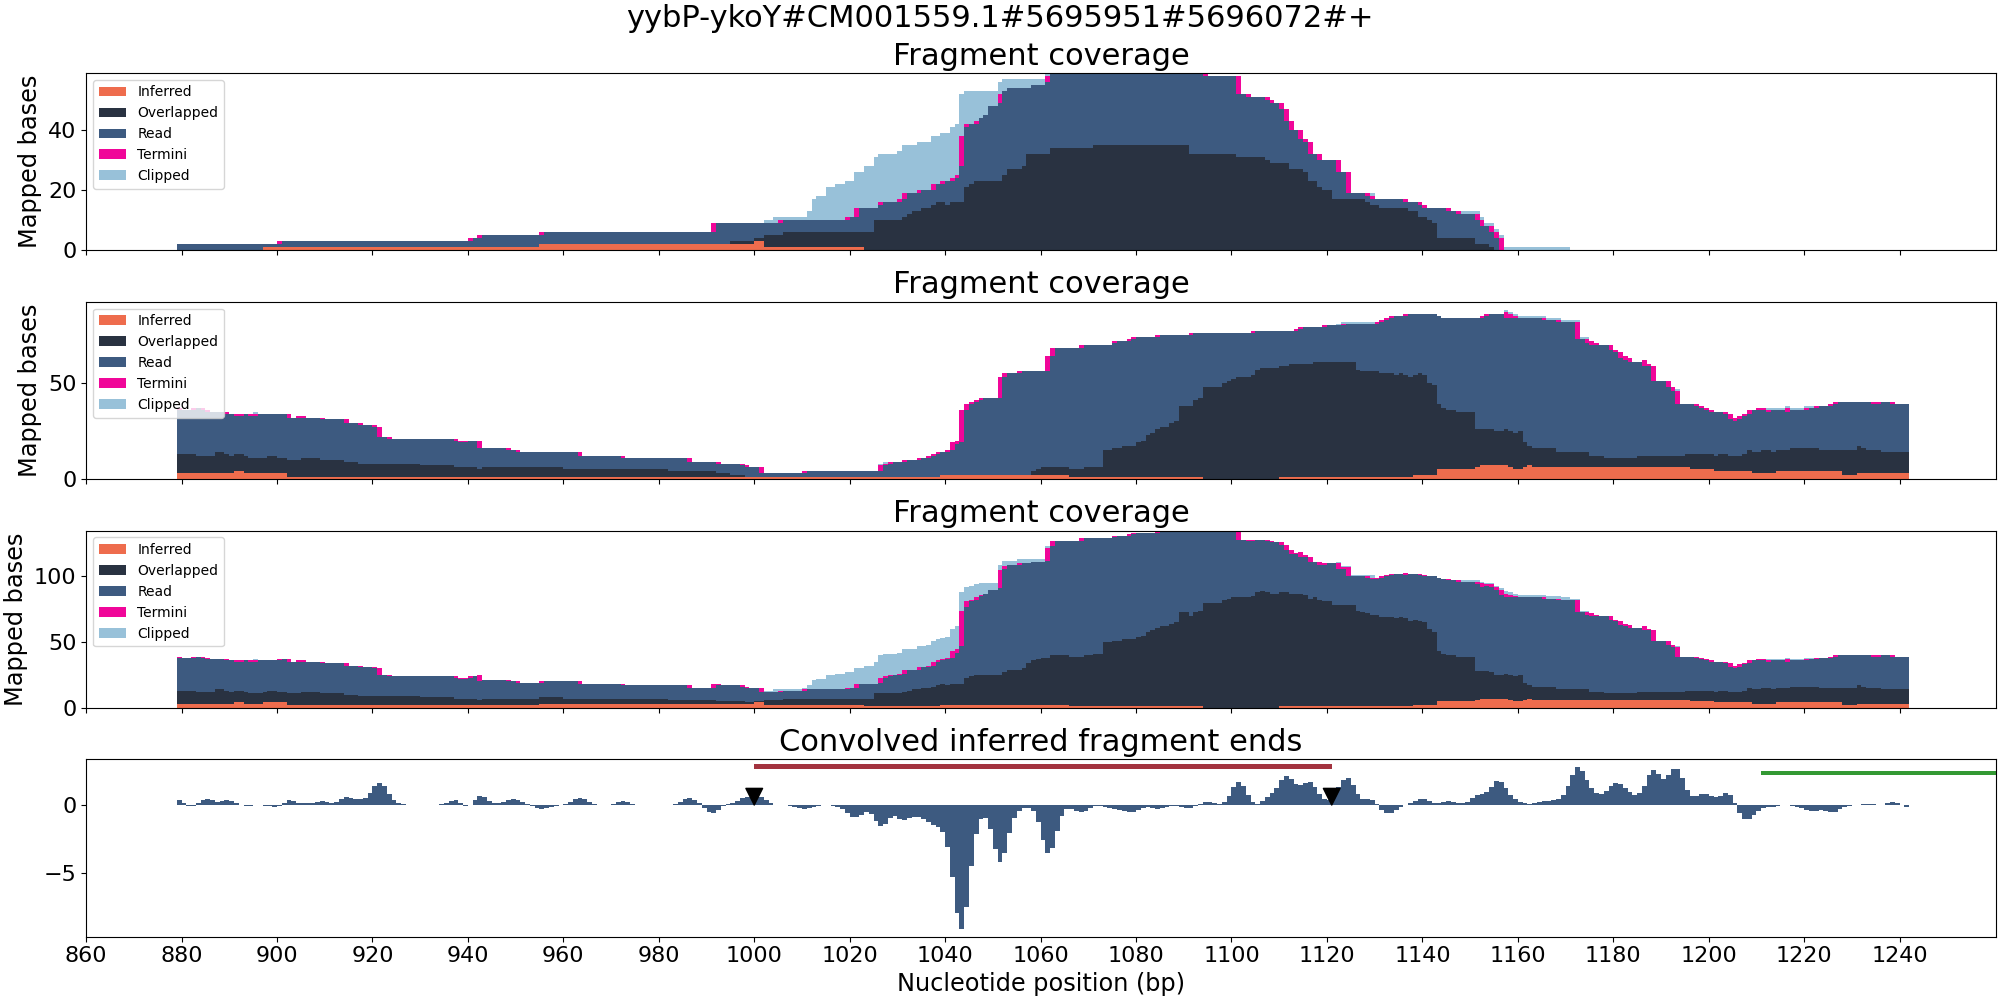 yybP-ykoY#CM001559.1#5695951#5696072#+
Fragment coverage
Mapped bases
40
20
0
Inferred
Overlapped
Read
Termini
Clipped
Fragment coverage
Mapped bases
50
0
Inferred
Overlapped
Read
Termini
Clipped
Fragment coverage
Mapped bases
100
50
0
Inferred
Overlapped
Read
Termini
Clipped
Convolved inferred fragment ends
0
−5
860 880 900 920 940 960 980 1000 1020 1040 1060 1080 1100 1120 1140 1160 1180 1200 1220 1240
Nucleotide position (bp)